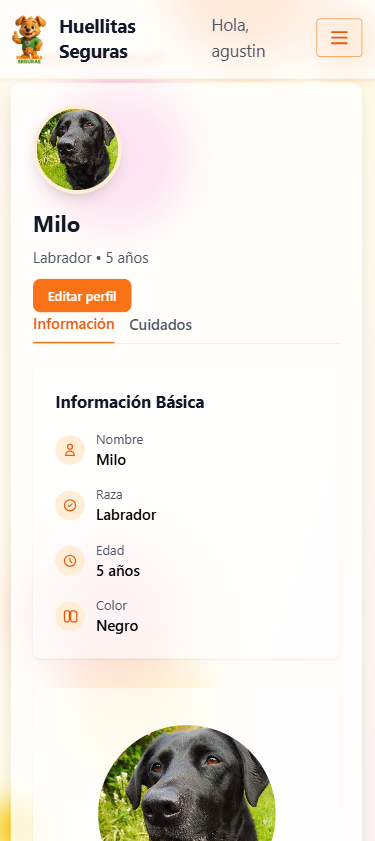 Huellitas
Seguras
SEGURAS
Hola,
agustin
Milo
Labrador • 5 años
Editar perfil
Información
Cuidados
Información Básica
Nombre
Milo
Raza
Labrador
Edad
5 años
Color
Negro